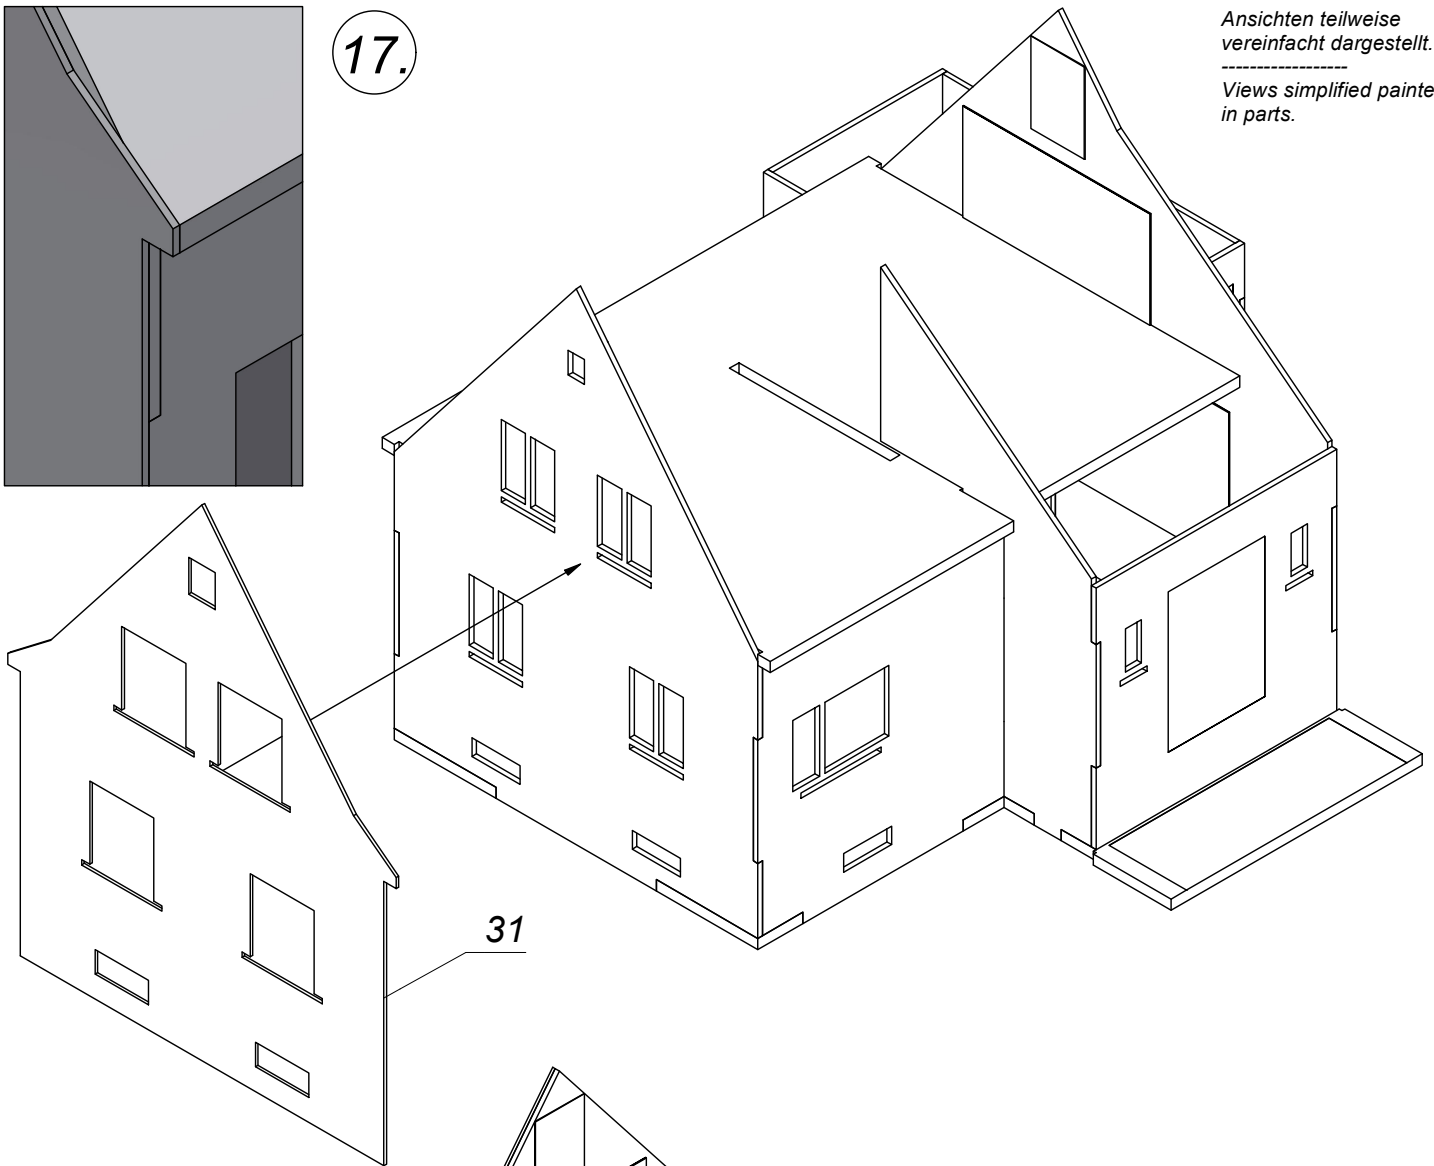 17.
Ansichten teilweise
vereinfacht dargestellt.
------------------
Views simplified painte
in parts.
31